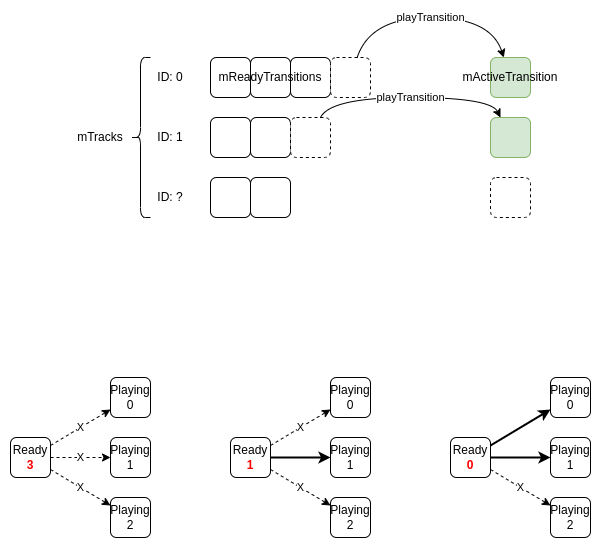 playTransition
ID: 0
mReadyTransitions
mActiveTransition
playTransition
mTracks
ID: 1
ID: ?
Playing
0
X
Ready
3
X
Playing
1
X
Playing
2
Playing
0
X
Ready
1
Playing
1
X
Playing
2
Playing
0
Ready
0
Playing
1
X
Playing
2